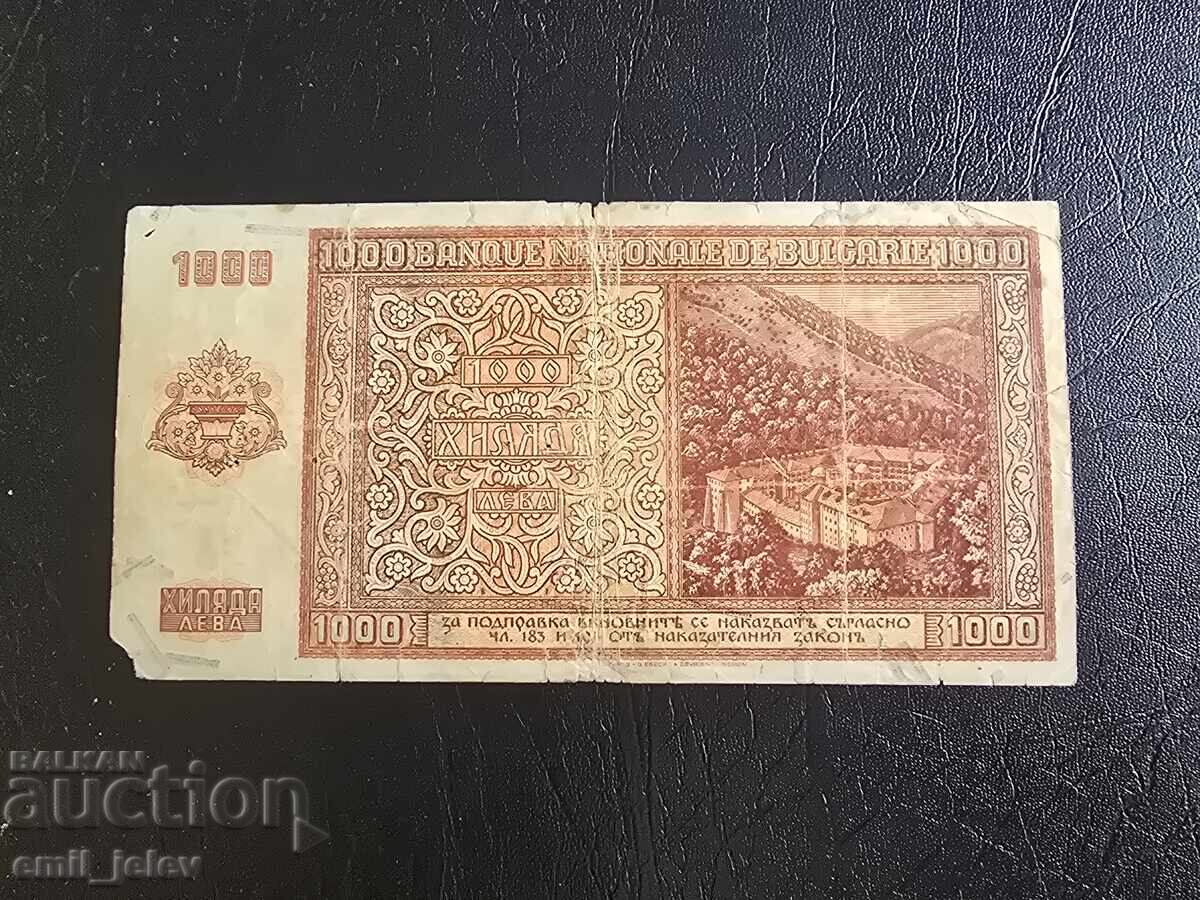 1000 BANQUE NATIONALE DE BULGARIE 1000
1000
1000
ХИЛЯДА
ЛЕВА
ХИЛЯДА
ЛЕВА
1000
ЗА ПОДПРАВКА ВИНОВНИТѢ СЕ НАКАЗВАТЪ СЪГЛАСНО
ЧЛ. 183 И ОТЪ НАКАЗАТЕЛНИЯ ЗАКОНЪ
1000
BALKAN
auction
emil_jelev